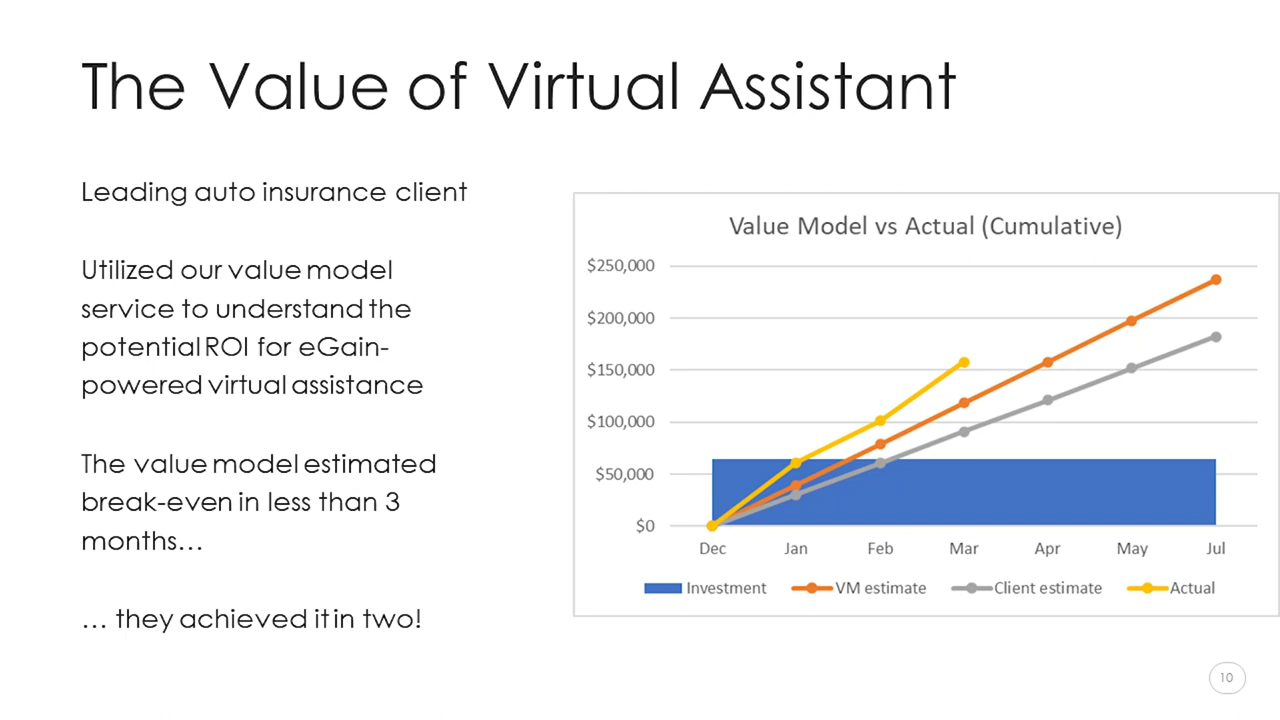 The Value of Virtual Assistant
Leading auto insurance client
Utilized our value model
service to understand the
potential ROI for eGain-
powered virtual assistance
The value model estimated
break-even in less than 3
months…
… they achieved it in two!
Value Model vs Actual (Cumulative)
$250,000
$200,000
$150,000
$100,000
$50,000
$0
Dec Jan Feb Mar Apr May Jul
Investment VM estimate Client estimate Actual
10